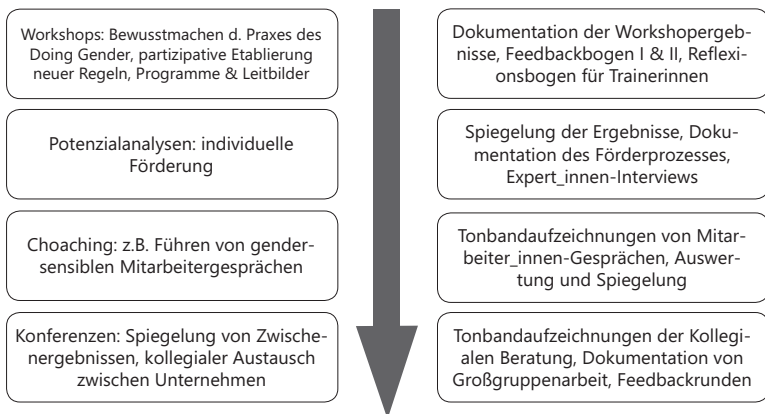 Workshops: Bewusstmachen d. Praxes des
Doing Gender, partizipative Etablierung
neuer Regeln, Programme & Leitbilder
Dokumentation der Workshopergeb-
nisse, Feedbackbogen I & II, Reflexi-
onsbogen für Trainerinnen
Potenzialanalysen: individuelle
Förderung
Spiegelung der Ergebnisse, Doku-
mentation des Förderprozesses,
Expert_innen-Interviews
Choaching: z.B. Führen von gender-
sensiblen Mitarbeitergesprächen
Tonbandaufzeichnungen von Mitar-
beiter_innen-Gesprächen, Auswer-
tung und Spiegelung
Konferenzen: Spiegelung von Zwische-
nergebnissen, kollegialer Austausch
zwischen Unternehmen
Tonbandaufzeichnungen der Kollegi-
alen Beratung, Dokumentation von
Großgruppenarbeit, Feedbackrunden